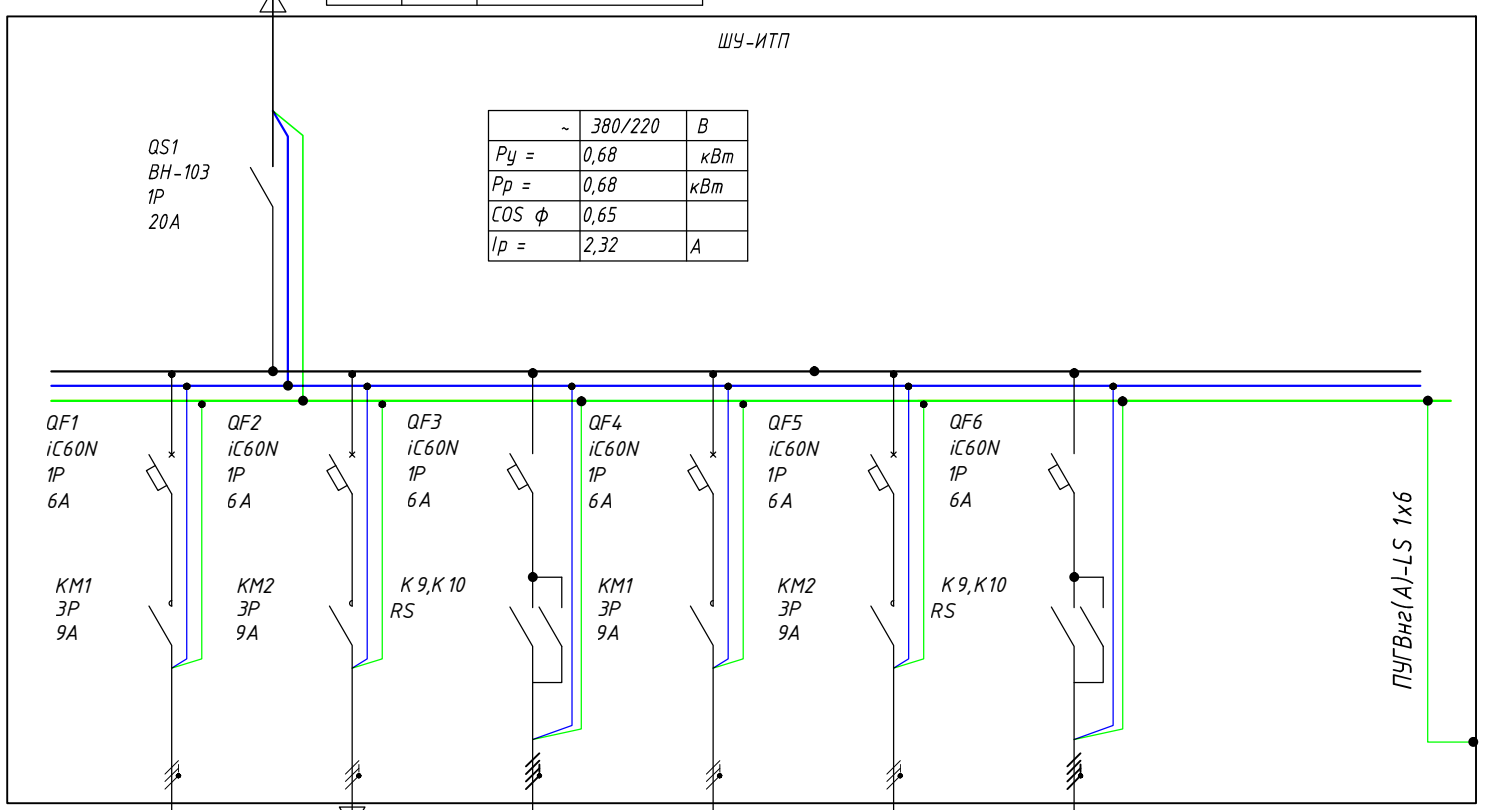 ШУ-ИТП
~ 380/220 В
Ру = 0,68 кВт
Рр = 0,68 кВт
COS ф 0,65
Iр = 2,32 А
QS1
ВН-103
1P
20А
QF1
iC60N
1P
6А
QF2
iC60N
1P
6А
QF3
iC60N
1P
6А
QF4
iC60N
1P
6А
QF5
iC60N
1P
6А
QF6
iC60N
1P
6А
KM1
3P
9А
KM2
3P
9А
K9,K10
RS
KM1
3P
9А
KM2
3P
9А
K9,K10
RS
ПУГВнг(А)-LS 1х6